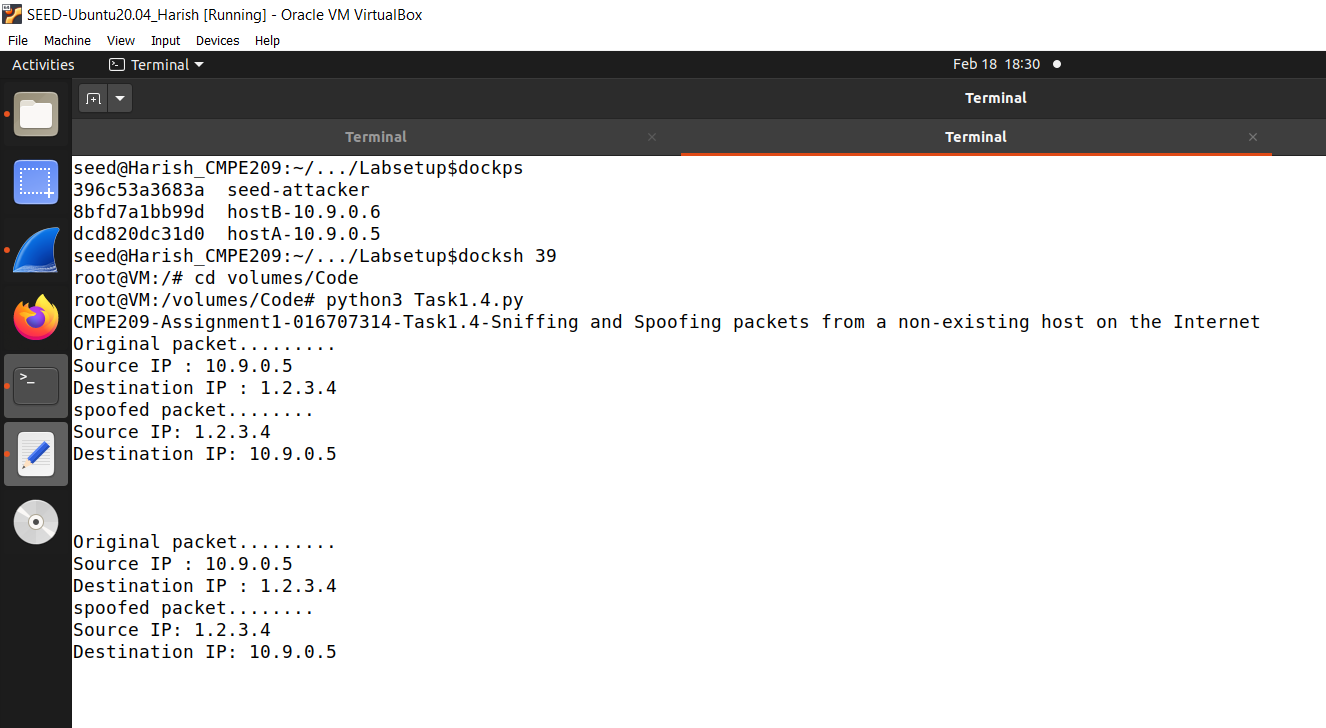 SEED-Ubuntu20.04_Harish [Running] - Oracle VM VirtualBox
File Machine View Input Devices Help
Activities Terminal Feb 18 18:30
Terminal
Terminal Terminal
seed@Harish_CMPE209:~/.../Labsetup$dockps
396c53a3683a  seed-attacker
8bfd7a1bb99d  hostB-10.9.0.6
dcd820dc31d0  hostA-10.9.0.5
seed@Harish_CMPE209:~/.../Labsetup$docksh 39
root@VM:/# cd volumes/Code
root@VM:/volumes/Code# python3 Task1.4.py
CMPE209-Assignment1-016707314-Task1.4-Sniffing and Spoofing packets from a non-existing host on the Internet
Original packet.........
Source IP : 10.9.0.5
Destination IP : 1.2.3.4
spoofed packet........
Source IP: 1.2.3.4
Destination IP: 10.9.0.5
Original packet.........
Source IP : 10.9.0.5
Destination IP : 1.2.3.4
spoofed packet........
Source IP: 1.2.3.4
Destination IP: 10.9.0.5